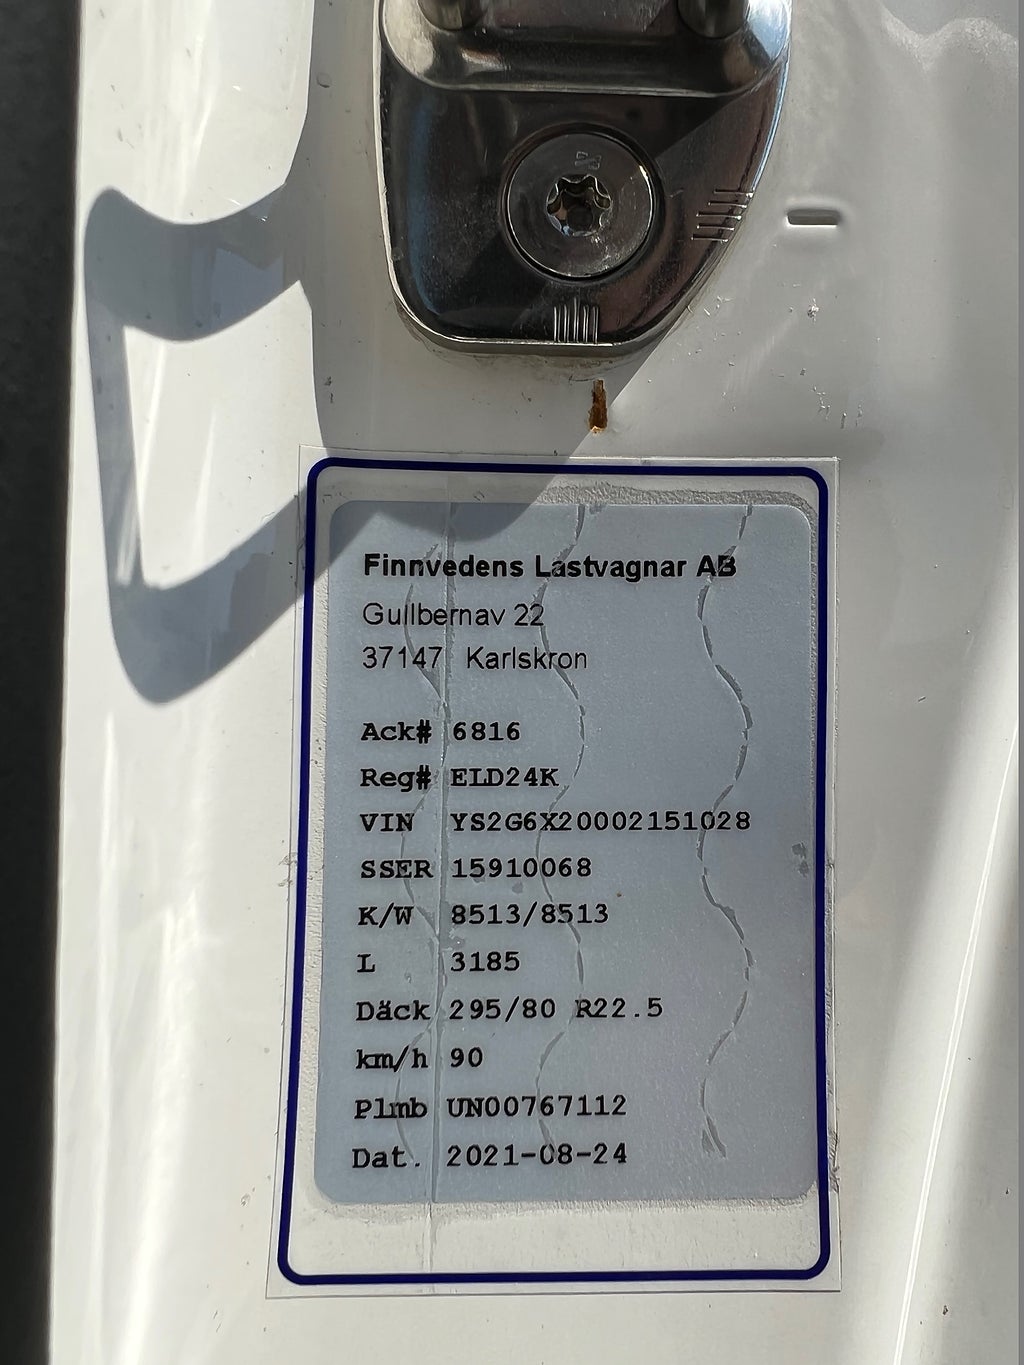 Finnvedens Lastvagnar AB
Gullbernav 22
37147 Karlskron
Ack# 6816
Reg# ELD24K
VIN YS2G6X20002151028
SSER 15910068
K/W 8513/8513
L 3185
Däck 295/80 R22.5
km/h 90
Plmb UN00767112
Dat. 2021-08-24